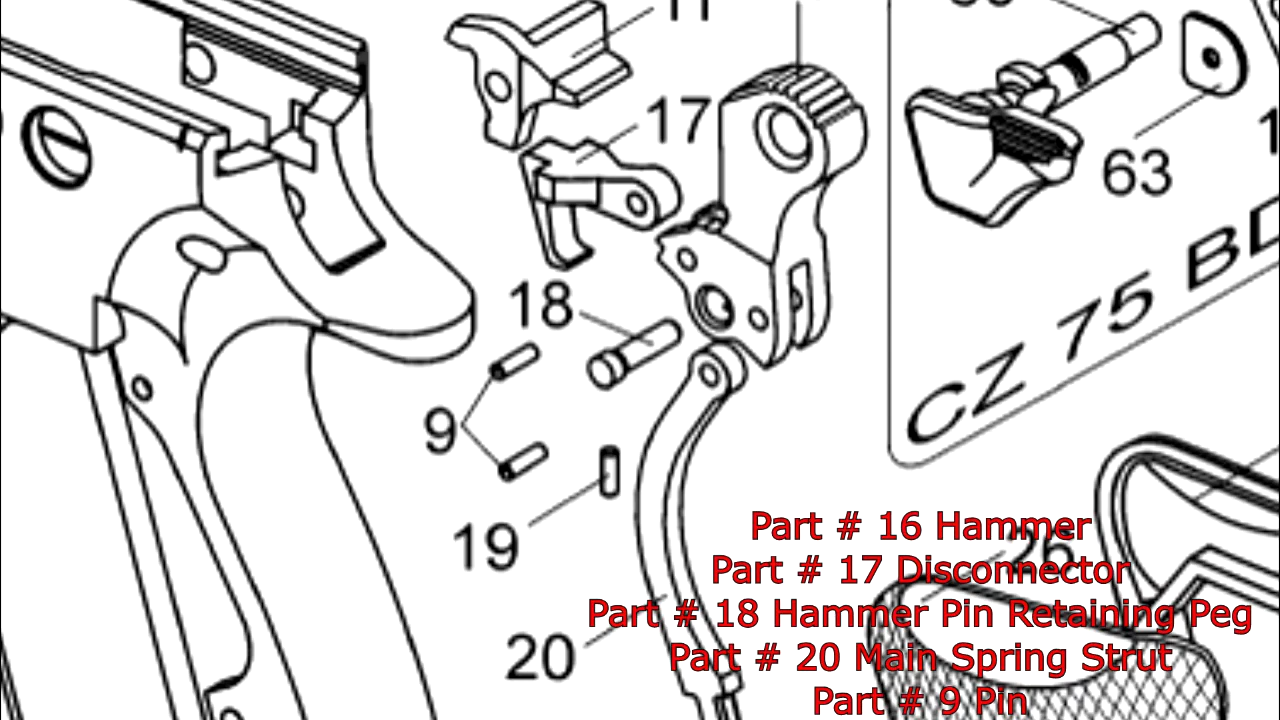 17
63
18
CZ 75 BD
9
19
26
20
Part # 16 Hammer
Part # 17 Disconnector
Part # 18 Hammer Pin Retaining Peg
Part # 20 Main Spring Strut
Part # 9 Pin